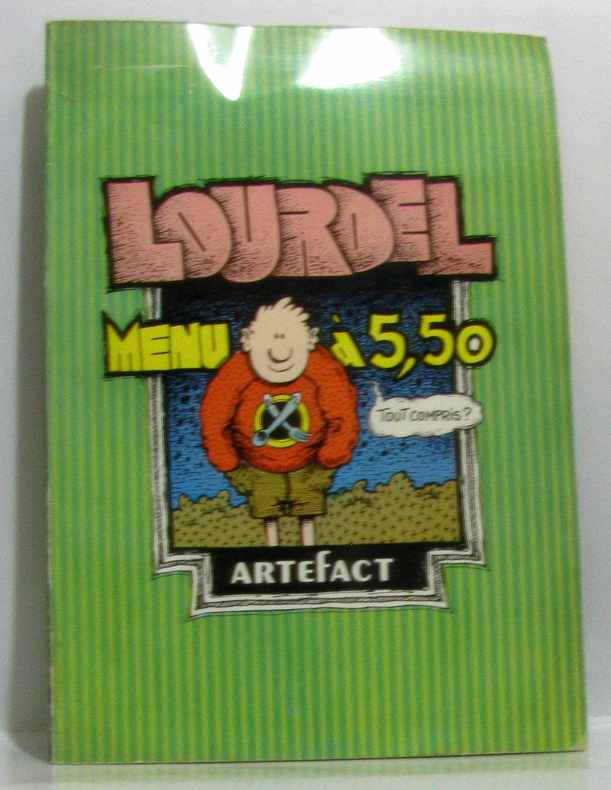 LOURDEL
MENU à 5,50
TOUT COMPRIS?
ARTEFACT